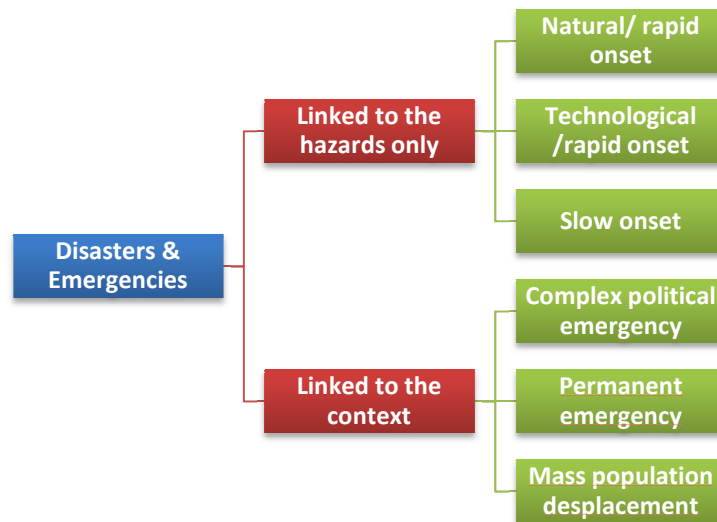 Natural/ rapid
onset
Linked to the
hazards only
Technological
/rapid onset
Slow onset
Disasters &
Emergencies
Complex political
emergency
Linked to the
context
Permanent
emergency
Mass population
desplacement